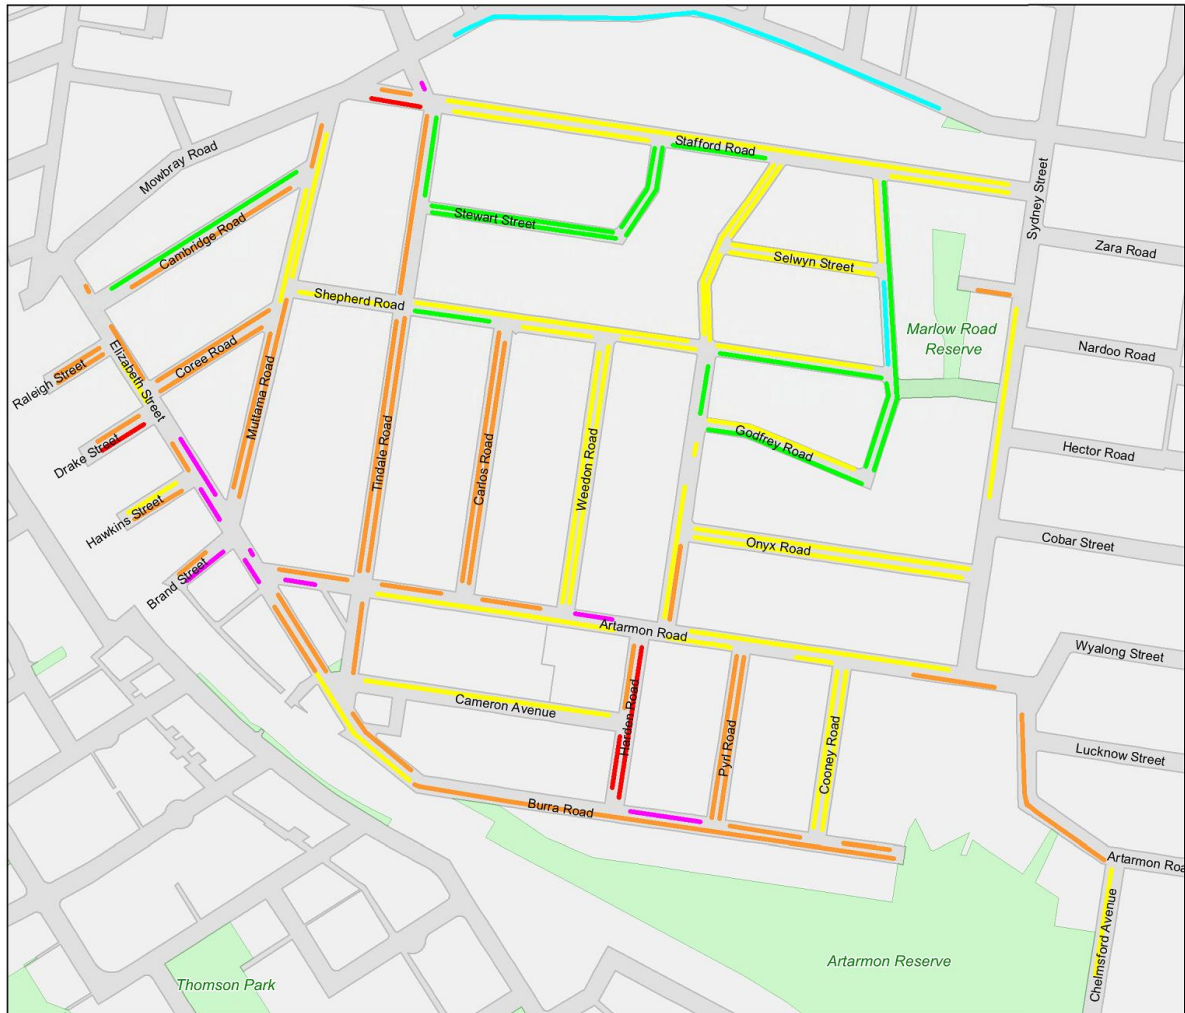 Stafford Road
Mowbray Road
Sydney Street
Stewart Street
Cambridge Road
Zara Road
Selwyn Street
Shepherd Road
Marlow Road
Reserve
Nardoo Road
Coree Road
Elizabeth Street
Raleigh Street
Muttama Road
Drake Street
Tindale Road
Carlos Road
Weedon Road
Godfrey Road
Hector Road
Hawkins Street
Onyx Road
Cobar Street
Brand Street
Artarmon Road
Wyalong Street
Cameron Avenue
Harden Road
Pyrl Road
Cooney Road
Lucknow Street
Burra Road
Artarmon Roa
Chelmsford Avenue
Artarmon Reserve
Thomson Park